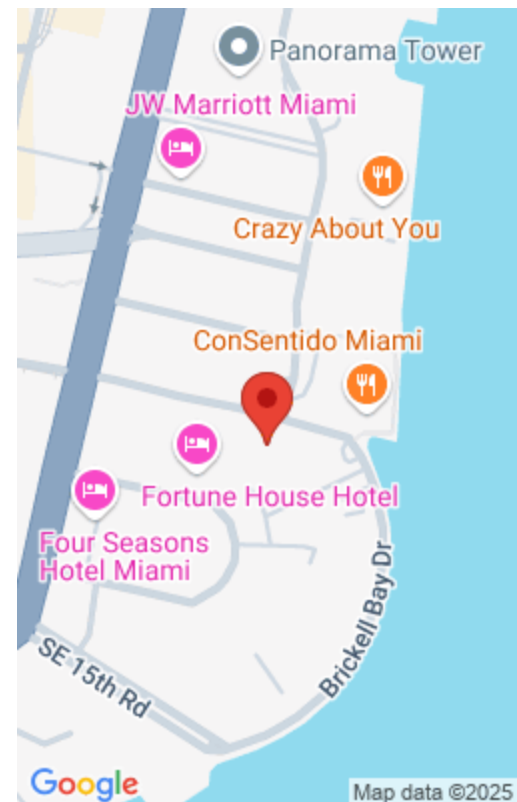 Panorama Tower
JW Marriott Miami
Crazy About You
ConSentido Miami
Fortune House Hotel
Four Seasons
Hotel Miami
Brickell Bay Dr
SE 15th Rd
Google
Map data ©2025